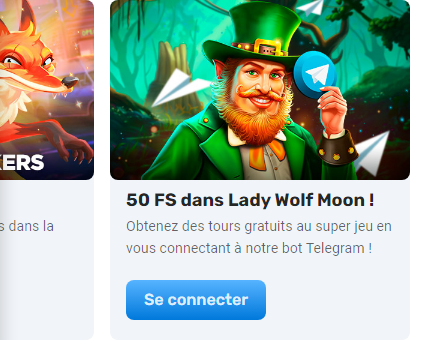 KERS
s dans la
50 FS dans Lady Wolf Moon !
Obtenez des tours gratuits au super jeu en
vous connectant à notre bot Telegram !
Se connecter